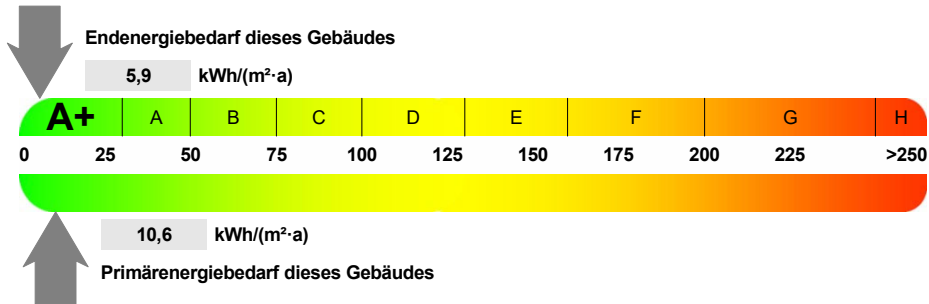 Endenergiebedarf dieses Gebäudes
5,9 kWh/(m²·a)
A+ A B C D E F G H
0 25 50 75 100 125 150 175 200 225 >250
10,6 kWh/(m²·a)
Primärenergiebedarf dieses Gebäudes